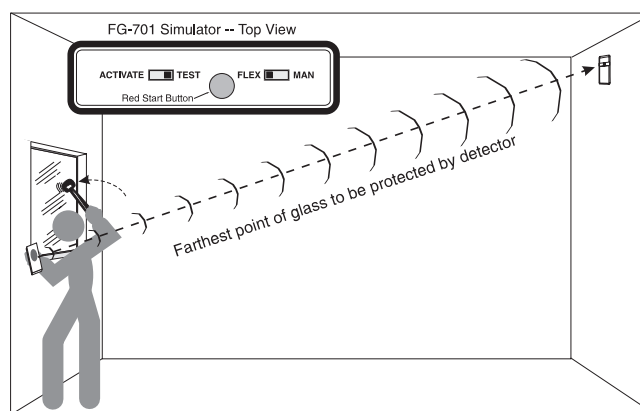 FG-701 Simulator -- Top View
ACTIVATE TEST FLEX MAN
Red Start Button
Farthest point of glass to be protected by detector